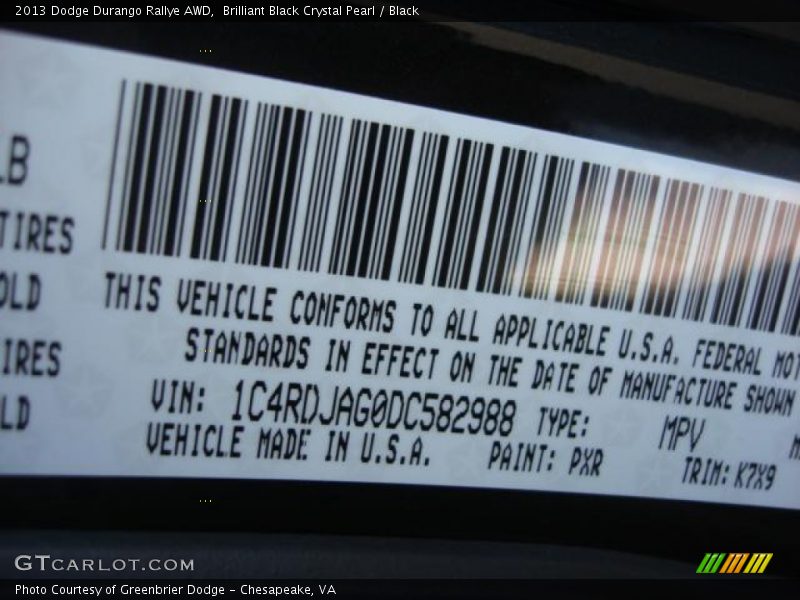 2013 Dodge Durango Rallye AWD, Brilliant Black Crystal Pearl / Black
LB
TIRES
OLD
IRES
LD
THIS VEHICLE CONFORMS TO ALL APPLICABLE U.S.A. FEDERAL MOT
STANDARDS IN EFFECT ON THE DATE OF MANUFACTURE SHOWN
VIN: 1C4RDJAG0DC582988 TYPE: MPV
VEHICLE MADE IN U.S.A. PAINT: PXR TRIM: K7X9
GTCARLOT.COM
Photo Courtesy of Greenbrier Dodge - Chesapeake, VA